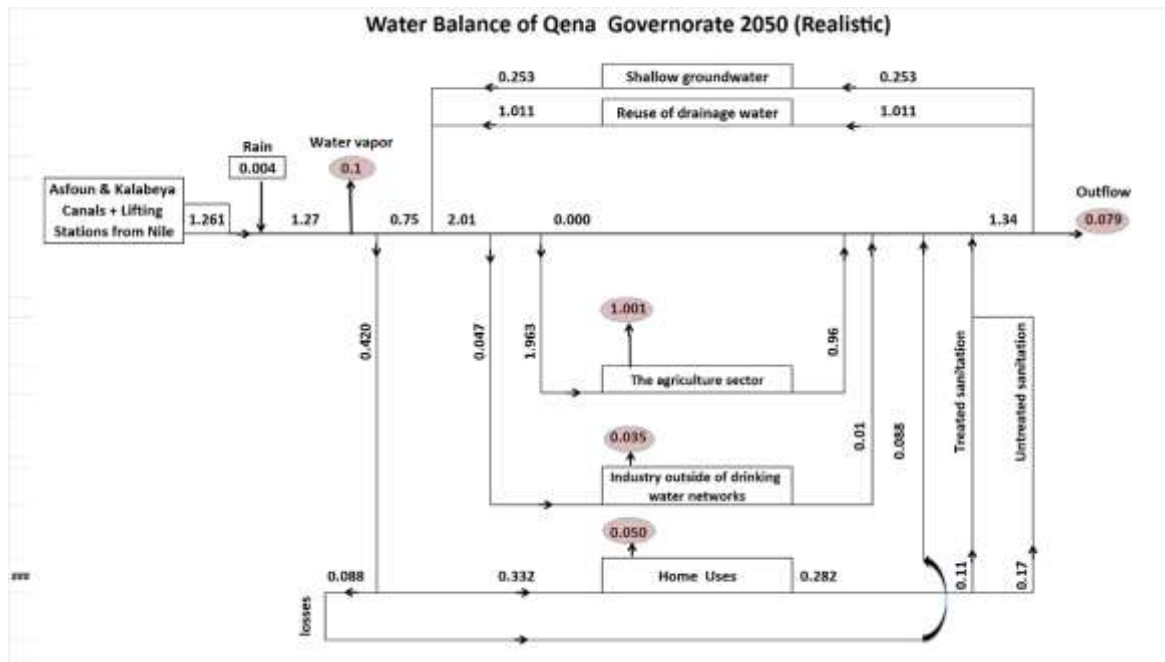 Water Balance of Qena Governorate 2050 (Realistic)
0.253
Shallow groundwater
0.253
1.011
Reuse of drainage water
1.011
Rain
0.004
Water vapor
0.1
Asfoun & Kalabeya
Canals + Lifting
Stations from Nile
1.261
1.27
0.75
2.01
0.000
1.34
Outflow
0.079
0.420
0.047
1.963
1.001
The agriculture sector
0.96
0.035
Industry outside of drinking
water networks
0.01
0.088
Treated sanitation
Untreated sanitation
0.050
Home Uses
0.088
0.332
0.282
0.11
0.17
losses
###